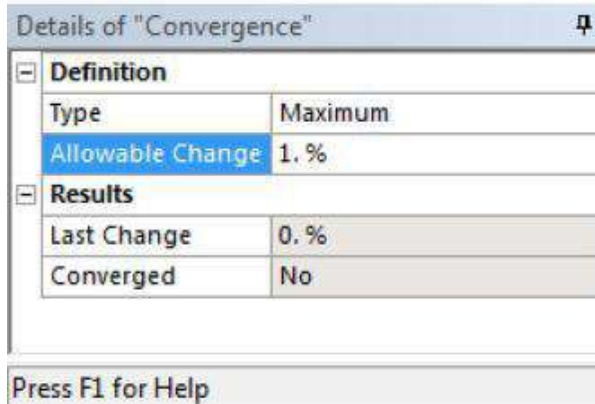 Details of "Convergence"
Definition
Type Maximum
Allowable Change 1. %
Results
Last Change 0. %
Converged No
Press F1 for Help